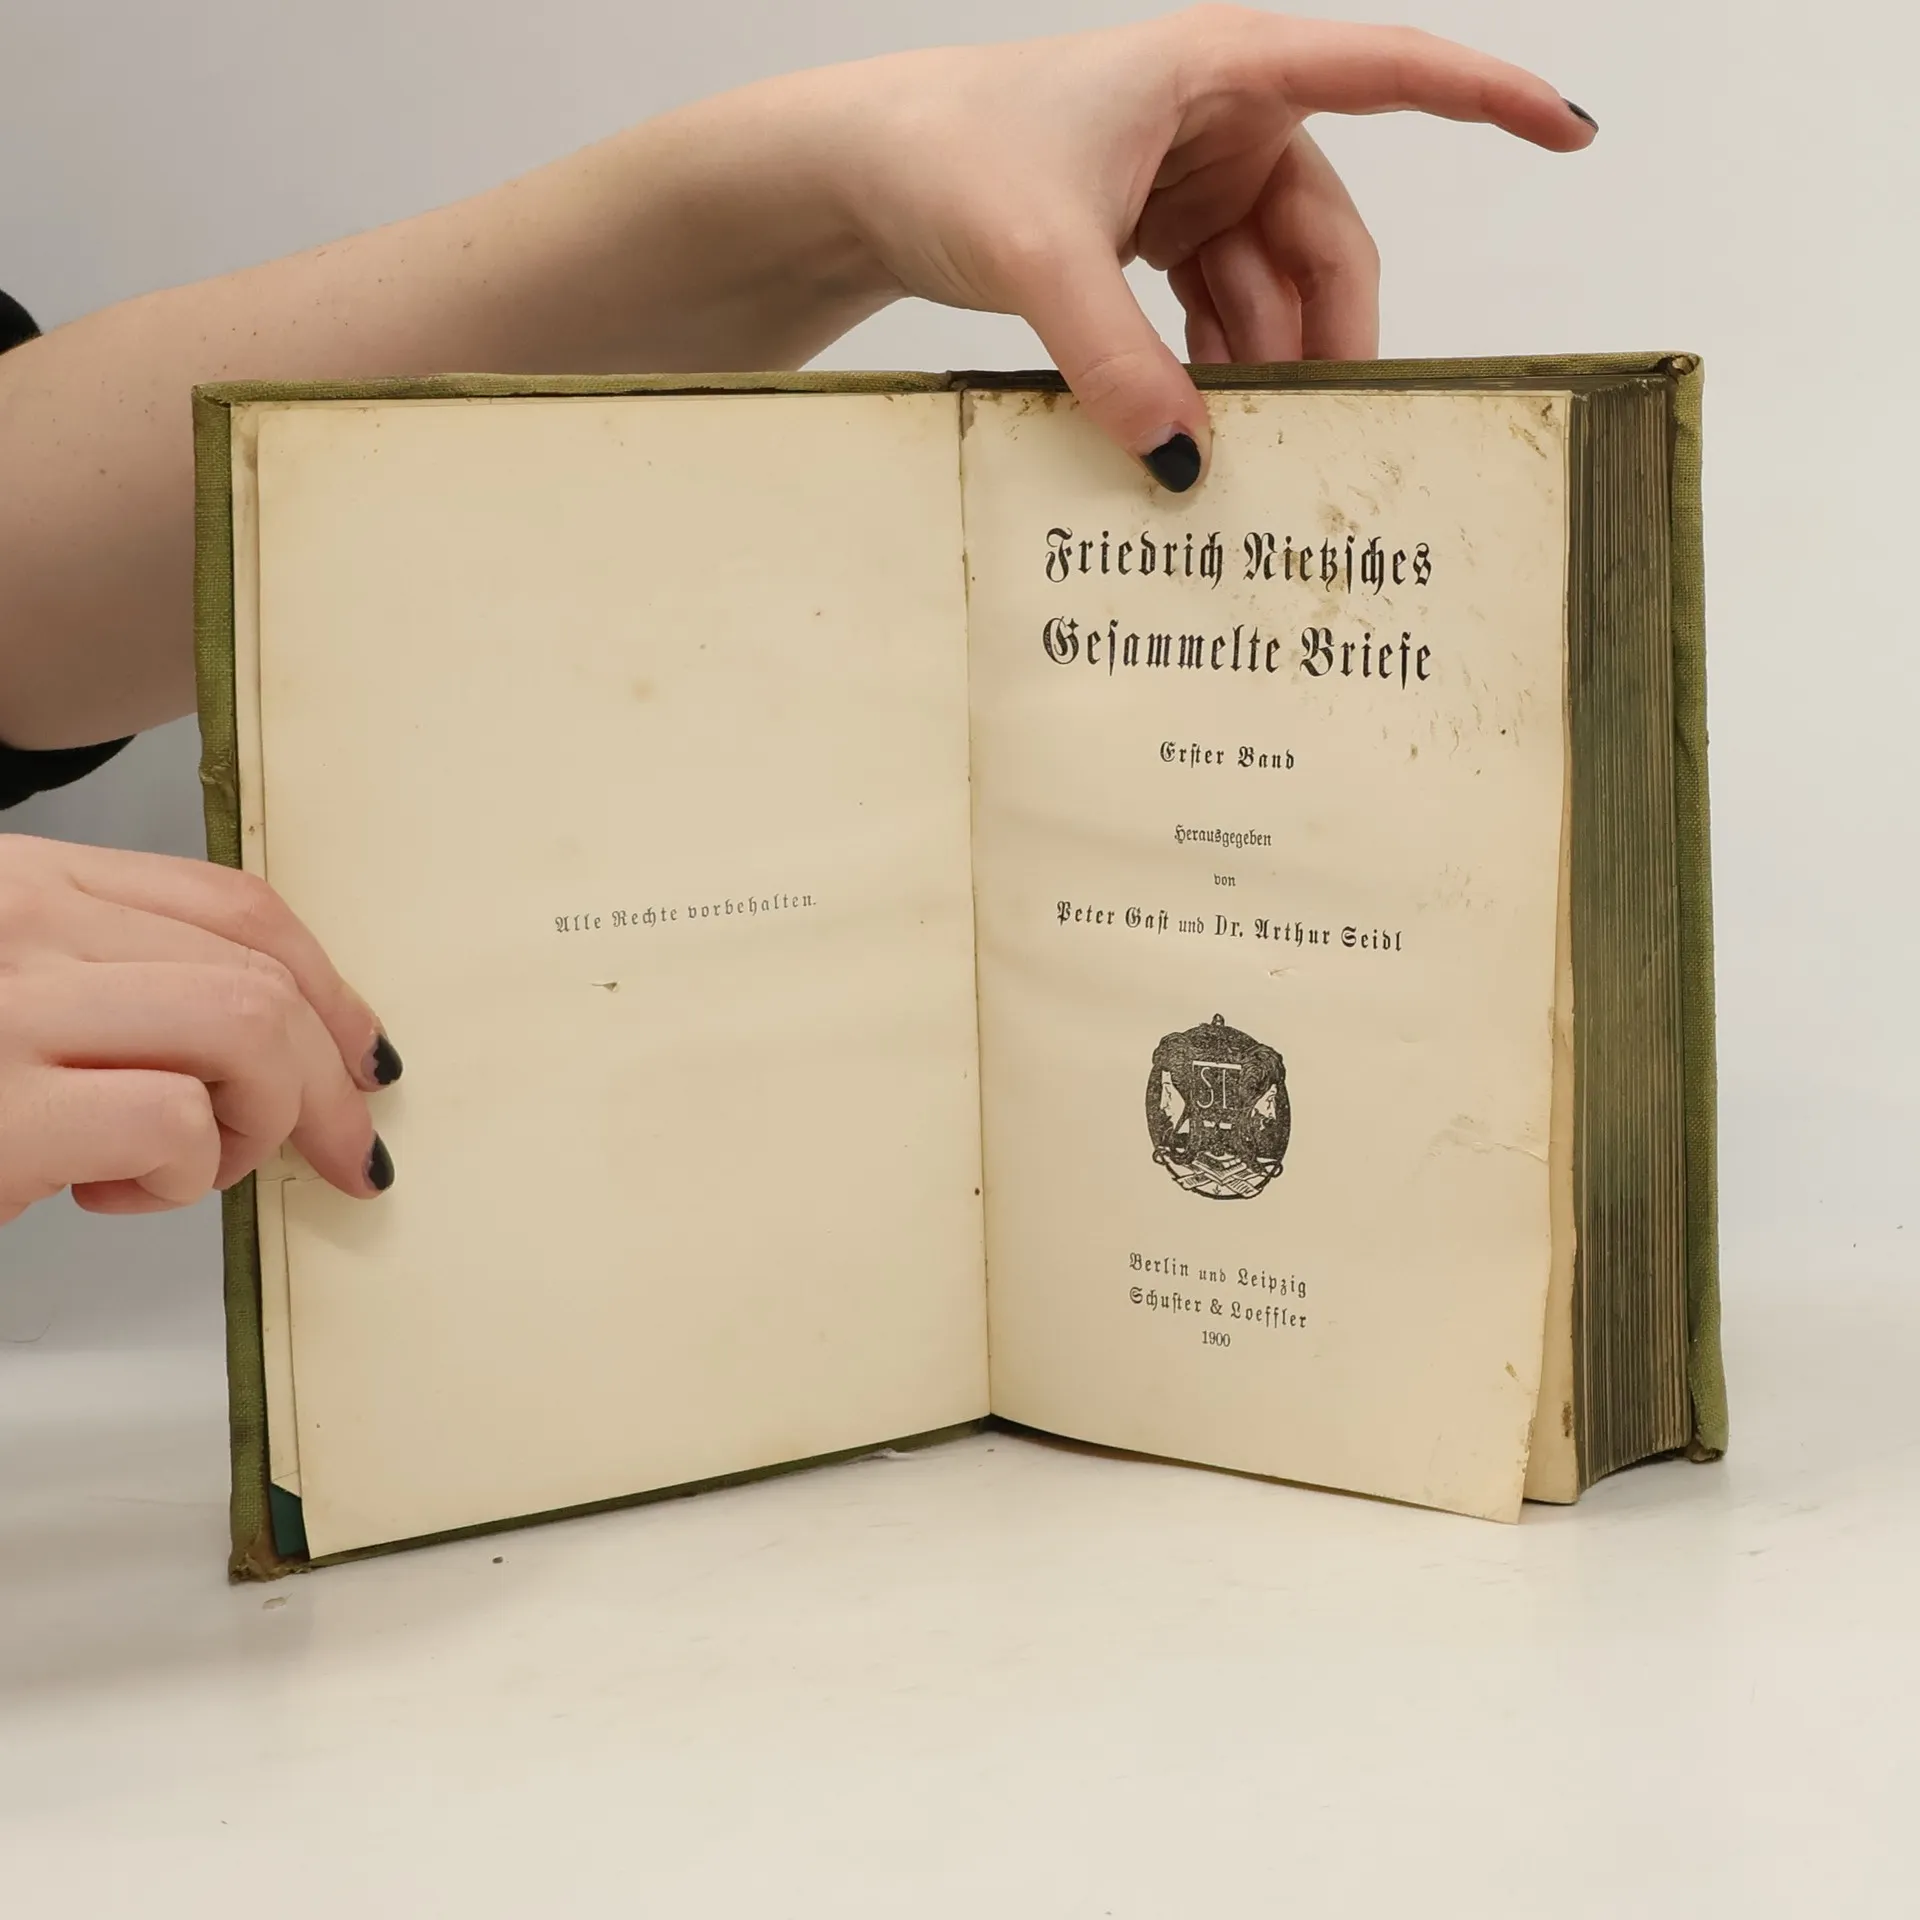 Alle Rechte vorbehalten.
Friedrich Nietzsches
Gesammelte Briefe
Erster Band
Herausgegeben
von
Peter Gast und Dr. Arthur Seidl
Berlin und Leipzig
Schuster & Loeffler
1900